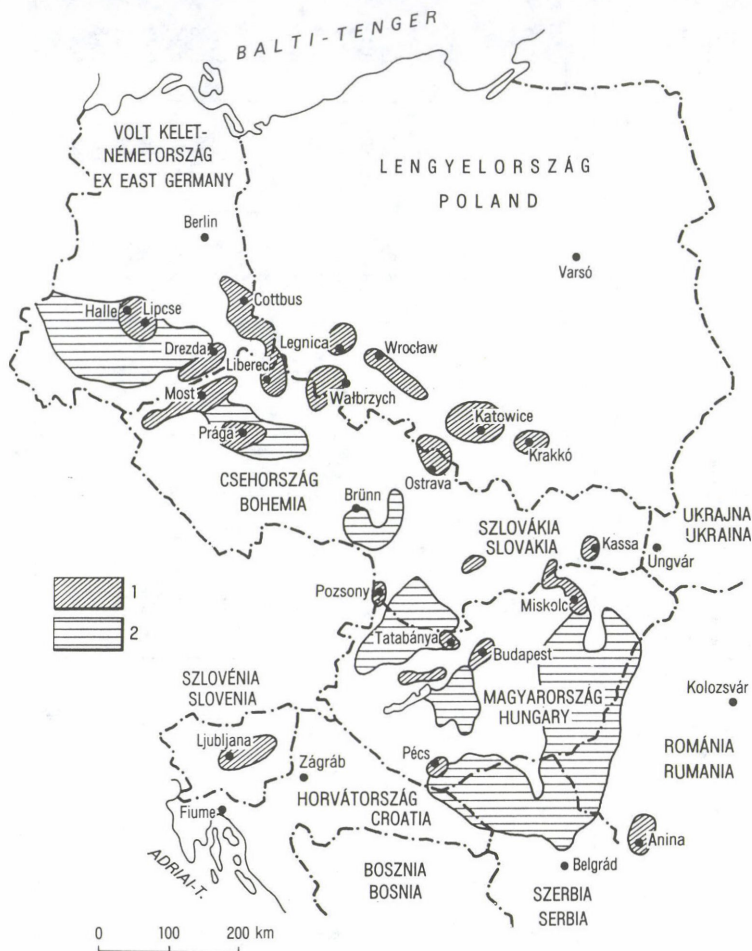 BALTI-TENGER
VOLT KELET-
NÉMETORSZÁG
EX EAST GERMANY
LENGYELORSZÁG
POLAND
Berlin
Varsó
Cottbus
Halle
Lipcse
Legnica
Wrocław
Drezda
Liberec
Most
Wałbrzych
Katowice
Prága
Krakkó
Ostrava
CSEHORSZÁG
BOHEMIA
Brünn
UKRAJNA
UKRAINA
SZLOVÁKIA
SLOVAKIA
Kassa
Ungvár
1
2
Pozsony
Miskolc
Tatabánya
Budapest
SZLOVÉNIA
SLOVENIA
MAGYARORSZÁG
HUNGARY
Kolozsvár
Ljubljana
ROMÁNIA
RUMANIA
Zágráb
Pécs
HORVÁTORSZÁG
CROATIA
Fiume
Anina
ADRIAI-T.
Belgrád
BOSZNIA
BOSNIA
SZERBIA
SERBIA
0 100 200 km